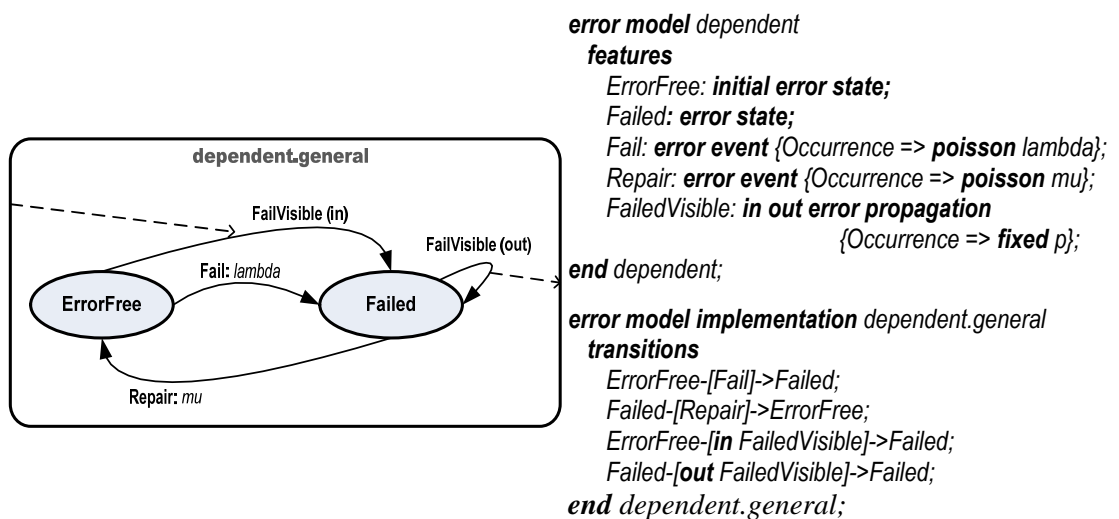 dependent.general
FailVisible (in)
FailVisible (out)
Fail: lambda
ErrorFree
Failed
Repair: mu
error model dependent
features
ErrorFree: initial error state;
Failed: error state;
Fail: error event {Occurrence => poisson lambda};
Repair: error event {Occurrence => poisson mu};
FailedVisible: in out error propagation
{Occurrence => fixed p};
end dependent;
error model implementation dependent.general
transitions
ErrorFree-[Fail]->Failed;
Failed-[Repair]->ErrorFree;
ErrorFree-[in FailedVisible]->Failed;
Failed-[out FailedVisible]->Failed;
end dependent.general;